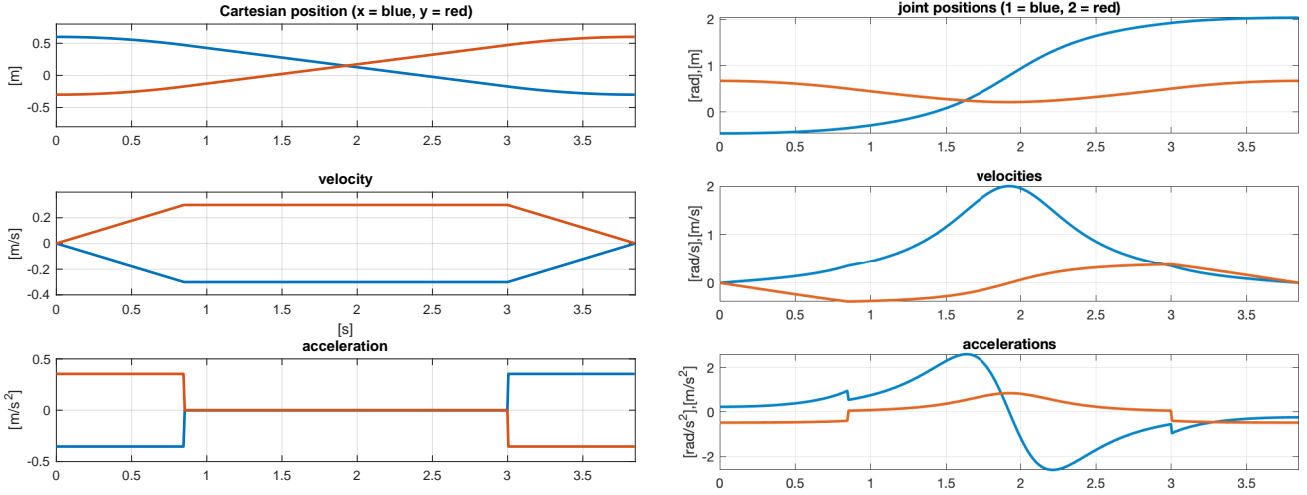 Cartesian position (x = blue, y = red)
0.5
0
-0.5
[m]
0 0.5 1 1.5 2 2.5 3 3.5
velocity
0.2
0
-0.2
-0.4
[m/s]
0 0.5 1 1.5 2 2.5 3 3.5
[s]
acceleration
0.5
0
-0.5
[m/s²]
0 0.5 1 1.5 2 2.5 3 3.5
joint positions (1 = blue, 2 = red)
2
1
0
[rad],[m]
0 0.5 1 1.5 2 2.5 3 3.5
velocities
2
1
0
[rad/s],[m/s]
0 0.5 1 1.5 2 2.5 3 3.5
accelerations
2
0
-2
[rad/s²],[m/s²]
0 0.5 1 1.5 2 2.5 3 3.5